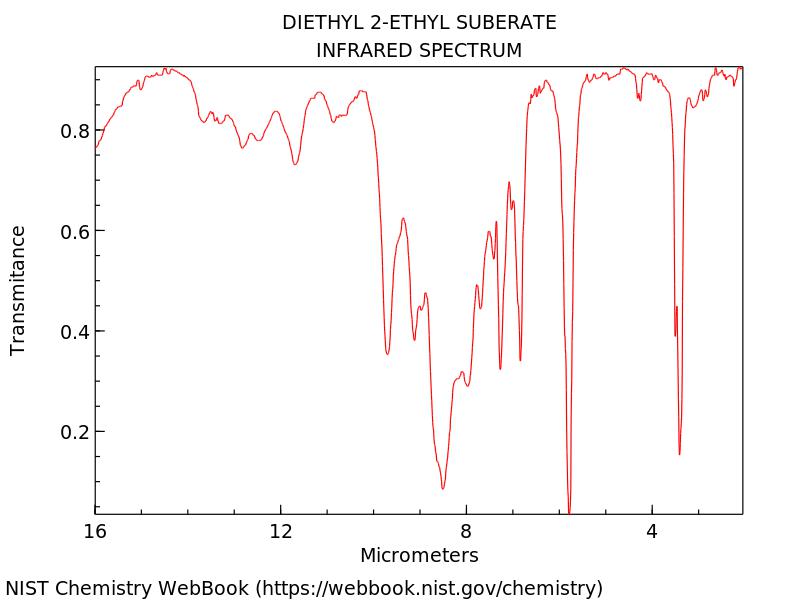 DIETHYL 2-ETHYL SUBERATE
INFRARED SPECTRUM
0.8
0.6
0.4
0.2
Transmitance
16 12 8 4
Micrometers
NIST Chemistry WebBook (https://webbook.nist.gov/chemistry)